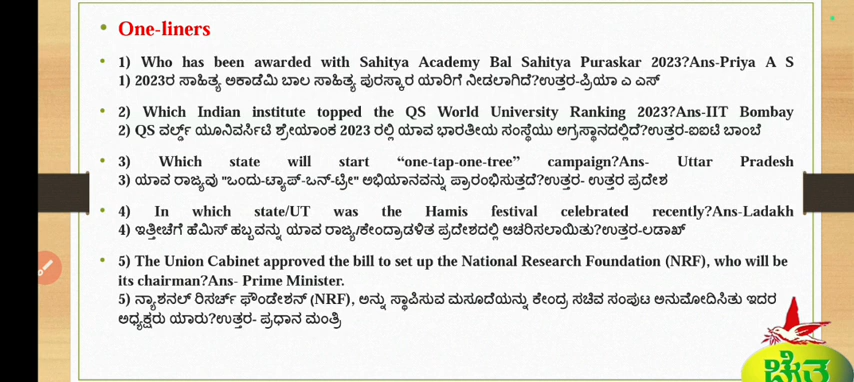 One-liners
1) Who has been awarded with Sahitya Academy Bal Sahitya Puraskar 2023?Ans-Priya A S
1) 2023ರ ಸಾಹಿತ್ಯ ಅಕಾಡೆಮಿ ಬಾಲ ಸಾಹಿತ್ಯ ಪುರಸ್ಕಾರ ಯಾರಿಗೆ ನೀಡಲಾಗಿದೆ?ಉತ್ತರ-ಪ್ರಿಯಾ ಎ ಎಸ್
2) Which Indian institute topped the QS World University Ranking 2023?Ans-IIT Bombay
2) QS ವರ್ಲ್ಡ್ ಯೂನಿವರ್ಸಿಟಿ ಶ್ರೇಯಾಂಕ 2023 ರಲ್ಲಿ ಯಾವ ಭಾರತೀಯ ಸಂಸ್ಥೆಯು ಅಗ್ರಸ್ಥಾನದಲ್ಲಿದೆ?ಉತ್ತರ-ಐಐಟಿ ಬಾಂಬೆ
3) Which state will start “one-tap-one-tree” campaign?Ans- Uttar Pradesh
3) ಯಾವ ರಾಜ್ಯವು "ಒಂದು-ಟ್ಯಾಪ್-ಒನ್-ಟ್ರೀ" ಅಭಿಯಾನವನ್ನು ಪ್ರಾರಂಭಿಸುತ್ತದೆ?ಉತ್ತರ- ಉತ್ತರ ಪ್ರದೇಶ
4) In which state/UT was the Hamis festival celebrated recently?Ans-Ladakh
4) ಇತ್ತೀಚೆಗೆ ಹೆಮಿಸ್ ಹಬ್ಬವನ್ನು ಯಾವ ರಾಜ್ಯ/ಕೇಂದ್ರಾಡಳಿತ ಪ್ರದೇಶದಲ್ಲಿ ಆಚರಿಸಲಾಯಿತು?ಉತ್ತರ-ಲಡಾಖ್
5) The Union Cabinet approved the bill to set up the National Research Foundation (NRF), who will be
its chairman?Ans- Prime Minister.
5) ನ್ಯಾಶನಲ್ ರಿಸರ್ಚ್ ಫೌಂಡೇಶನ್ (NRF), ಅನ್ನು ಸ್ಥಾಪಿಸುವ ಮಸೂದೆಯನ್ನು ಕೇಂದ್ರ ಸಚಿವ ಸಂಪುಟ ಅನುಮೋದಿಸಿತು ಇದರ
ಅಧ್ಯಕ್ಷರು ಯಾರು?ಉತ್ತರ- ಪ್ರಧಾನ ಮಂತ್ರಿ